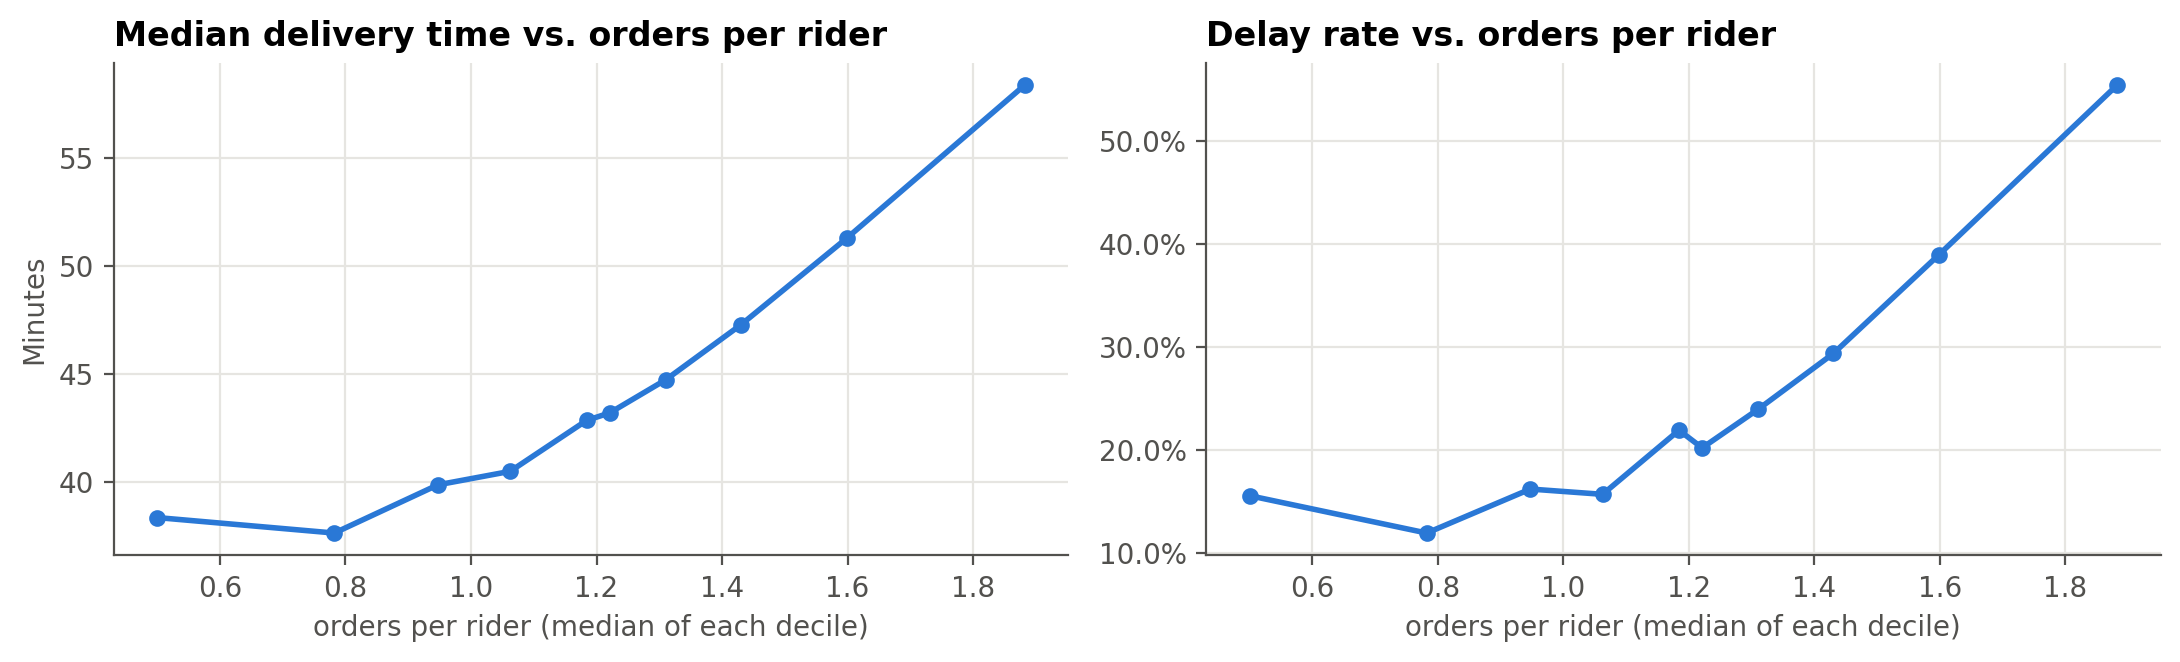 Median delivery time vs. orders per rider
Minutes
55
50
45
40
0.6 0.8 1.0 1.2 1.4 1.6 1.8
orders per rider (median of each decile)
Delay rate vs. orders per rider
50.0%
40.0%
30.0%
20.0%
10.0%
0.6 0.8 1.0 1.2 1.4 1.6 1.8
orders per rider (median of each decile)